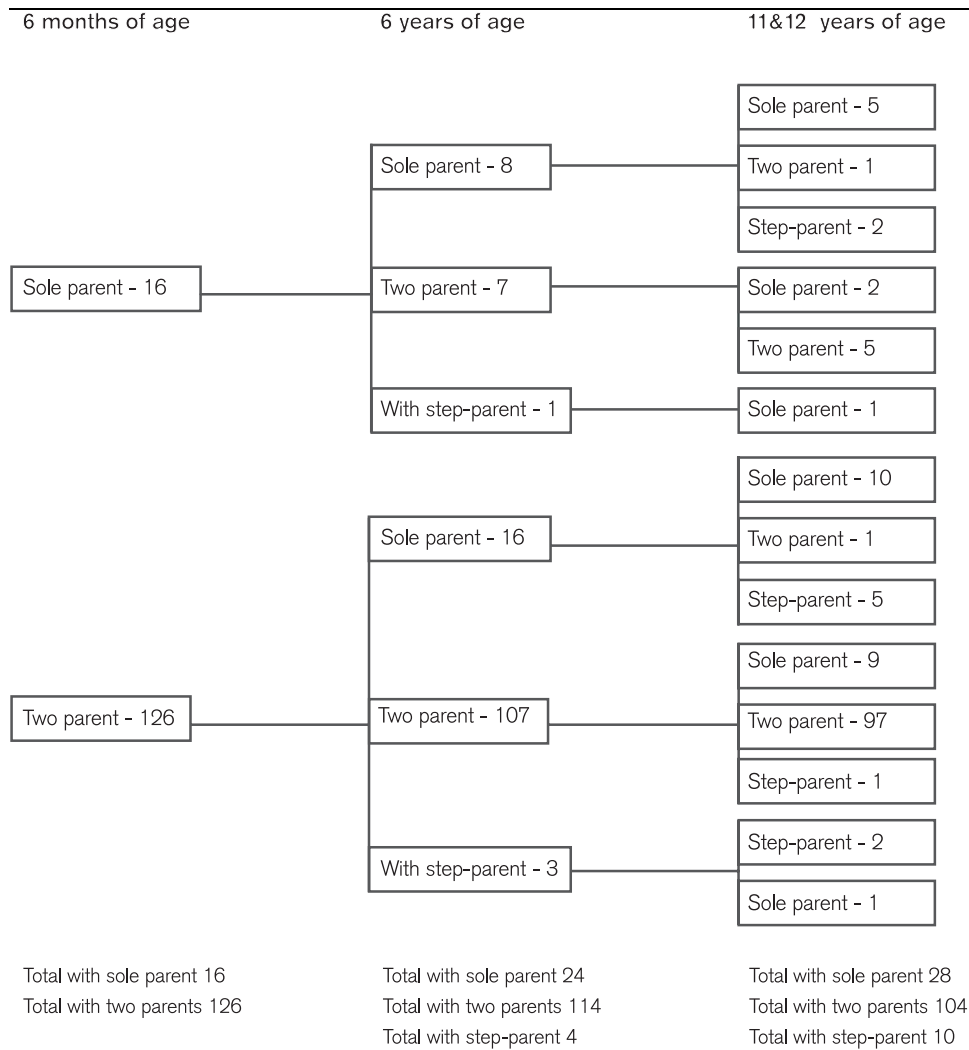 6 months of age 6 years of age 11&12 years of age
Sole parent - 5
Sole parent - 8 Two parent - 1
Step-parent - 2
Sole parent - 16 Two parent - 7 Sole parent - 2
Two parent - 5
With step-parent - 1 Sole parent - 1
Sole parent - 10
Sole parent - 16 Two parent - 1
Step-parent - 5
Sole parent - 9
Two parent - 126 Two parent - 107 Two parent - 97
Step-parent - 1
Step-parent - 2
With step-parent - 3
Sole parent - 1
Total with sole parent 16 Total with sole parent 24 Total with sole parent 28
Total with two parents 126 Total with two parents 114 Total with two parents 104
Total with step-parent 4 Total with step-parent 10